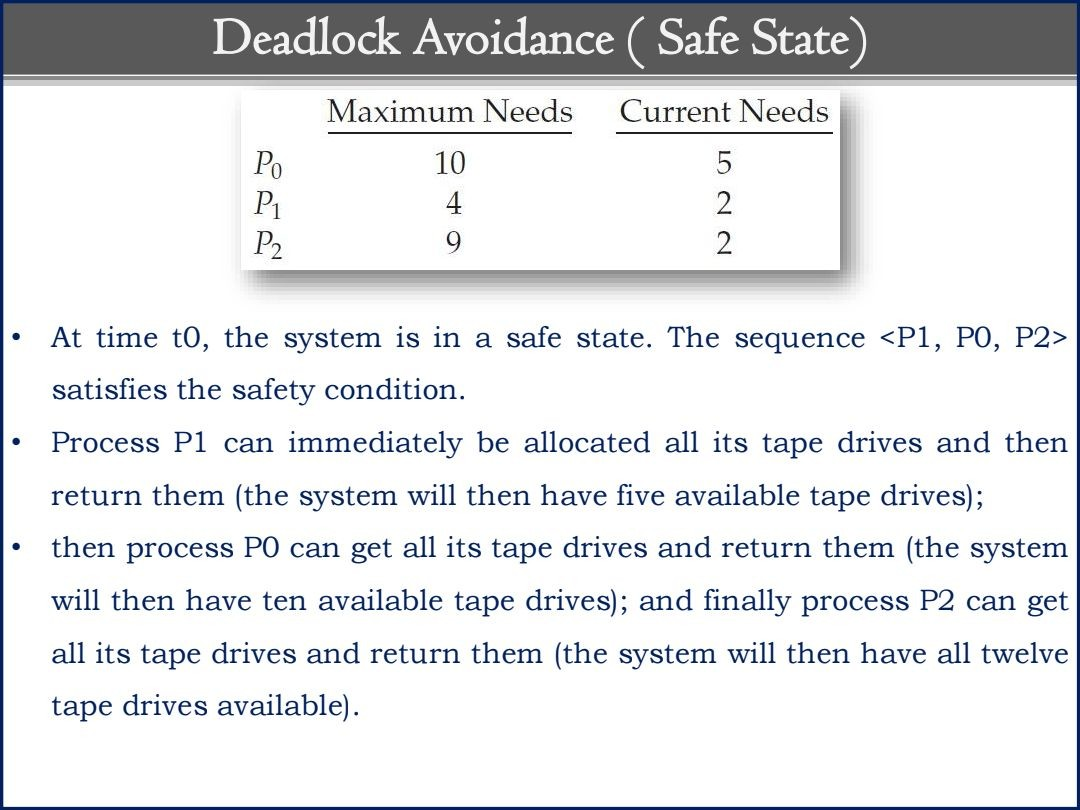 Deadlock Avoidance ( Safe State)
Maximum Needs Current Needs
P0 10 5
P1 4 2
P2 9 2
• At time t0, the system is in a safe state. The sequence <P1, P0, P2>
satisfies the safety condition.
• Process P1 can immediately be allocated all its tape drives and then
return them (the system will then have five available tape drives);
• then process P0 can get all its tape drives and return them (the system
will then have ten available tape drives); and finally process P2 can get
all its tape drives and return them (the system will then have all twelve
tape drives available).